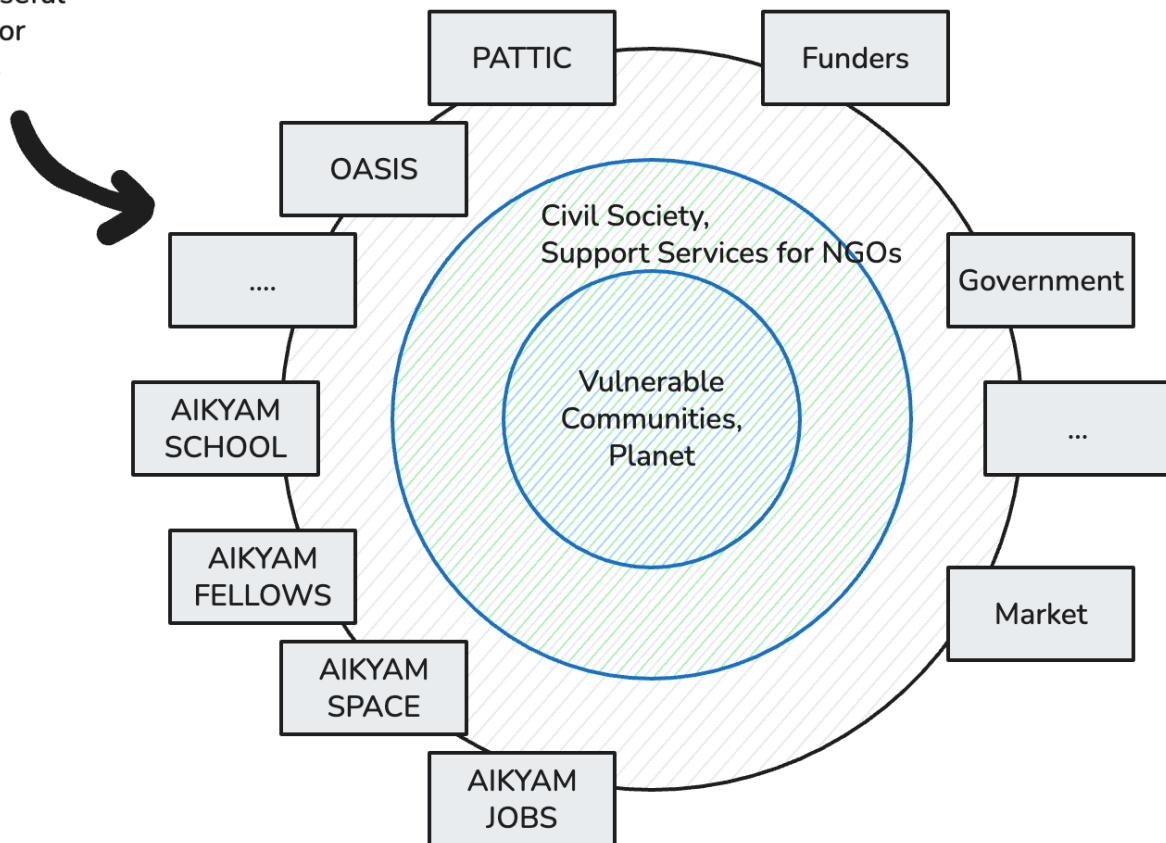 or
PATTIC
Funders
OASIS
Civil Society,
Support Services for NGOs
....
Government
Vulnerable
Communities,
Planet
AIKYAM
SCHOOL
...
AIKYAM
FELLOWS
Market
AIKYAM
SPACE
AIKYAM
JOBS